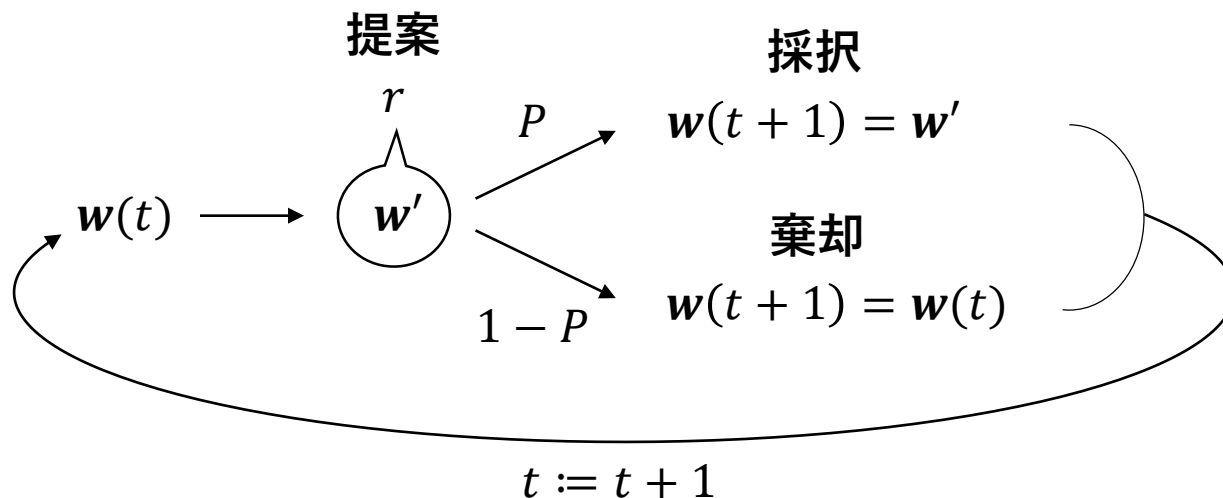 提案
採択
r
P
w(t + 1) = w′
w(t)
w′
棄却
1 − P
w(t + 1) = w(t)
t ≔ t + 1